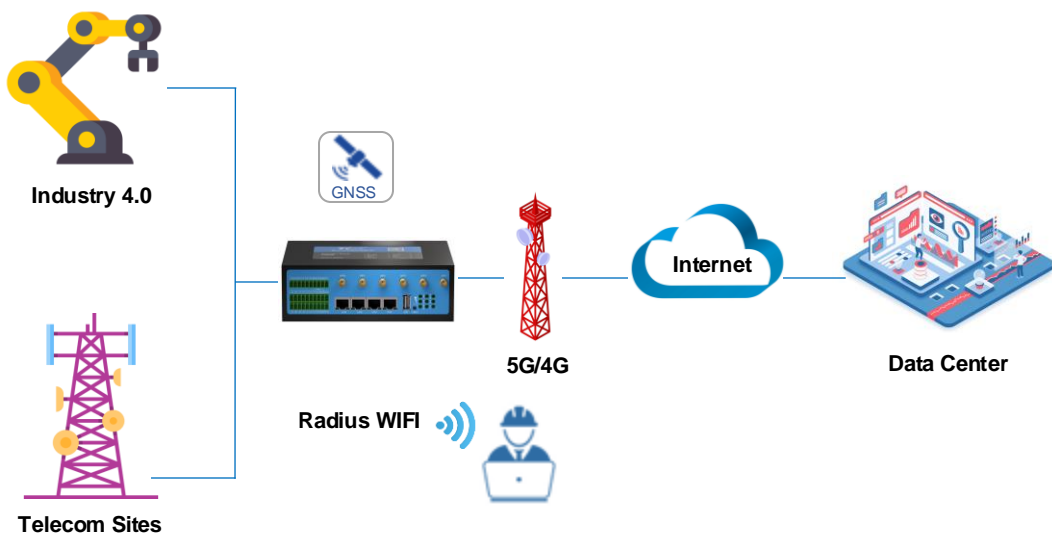 Industry 4.0
GNSS
Internet
5G/4G
Data Center
Radius WIFI
Telecom Sites